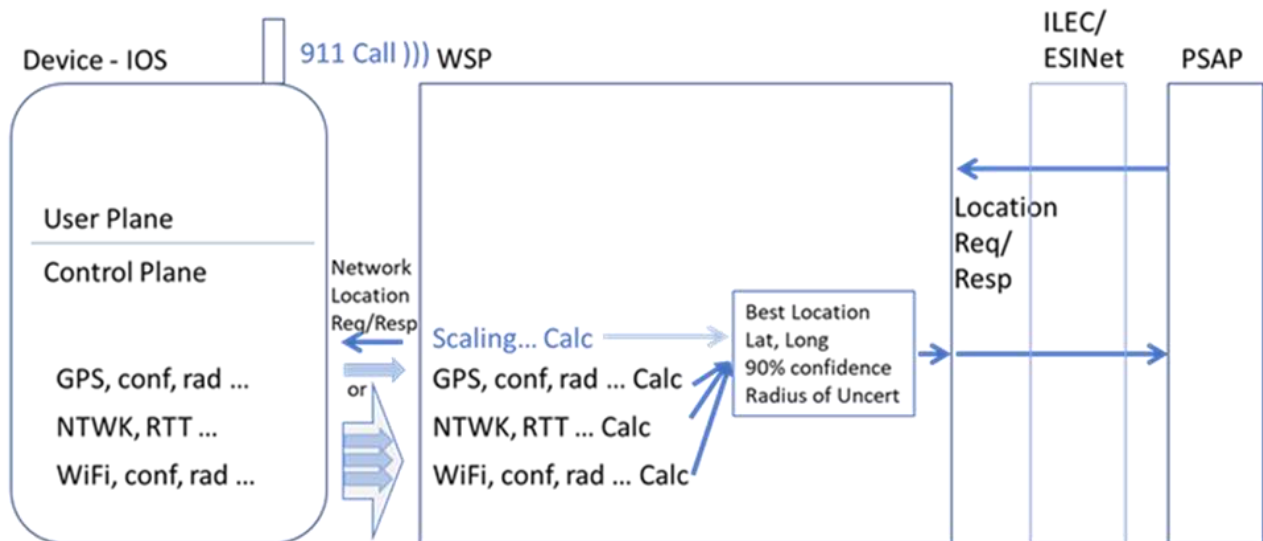 Device - IOS
911 Call )))
WSP
ILEC/
ESINet
PSAP
User Plane
Control Plane
Network
Location
Req/Resp
or
GPS, conf, rad ...
NTWK, RTT ...
WiFi, conf, rad ...
Scaling... Calc
GPS, conf, rad ... Calc
NTWK, RTT ... Calc
WiFi, conf, rad ... Calc
Best Location
Lat, Long
90% confidence
Radius of Uncert
Location
Req/
Resp